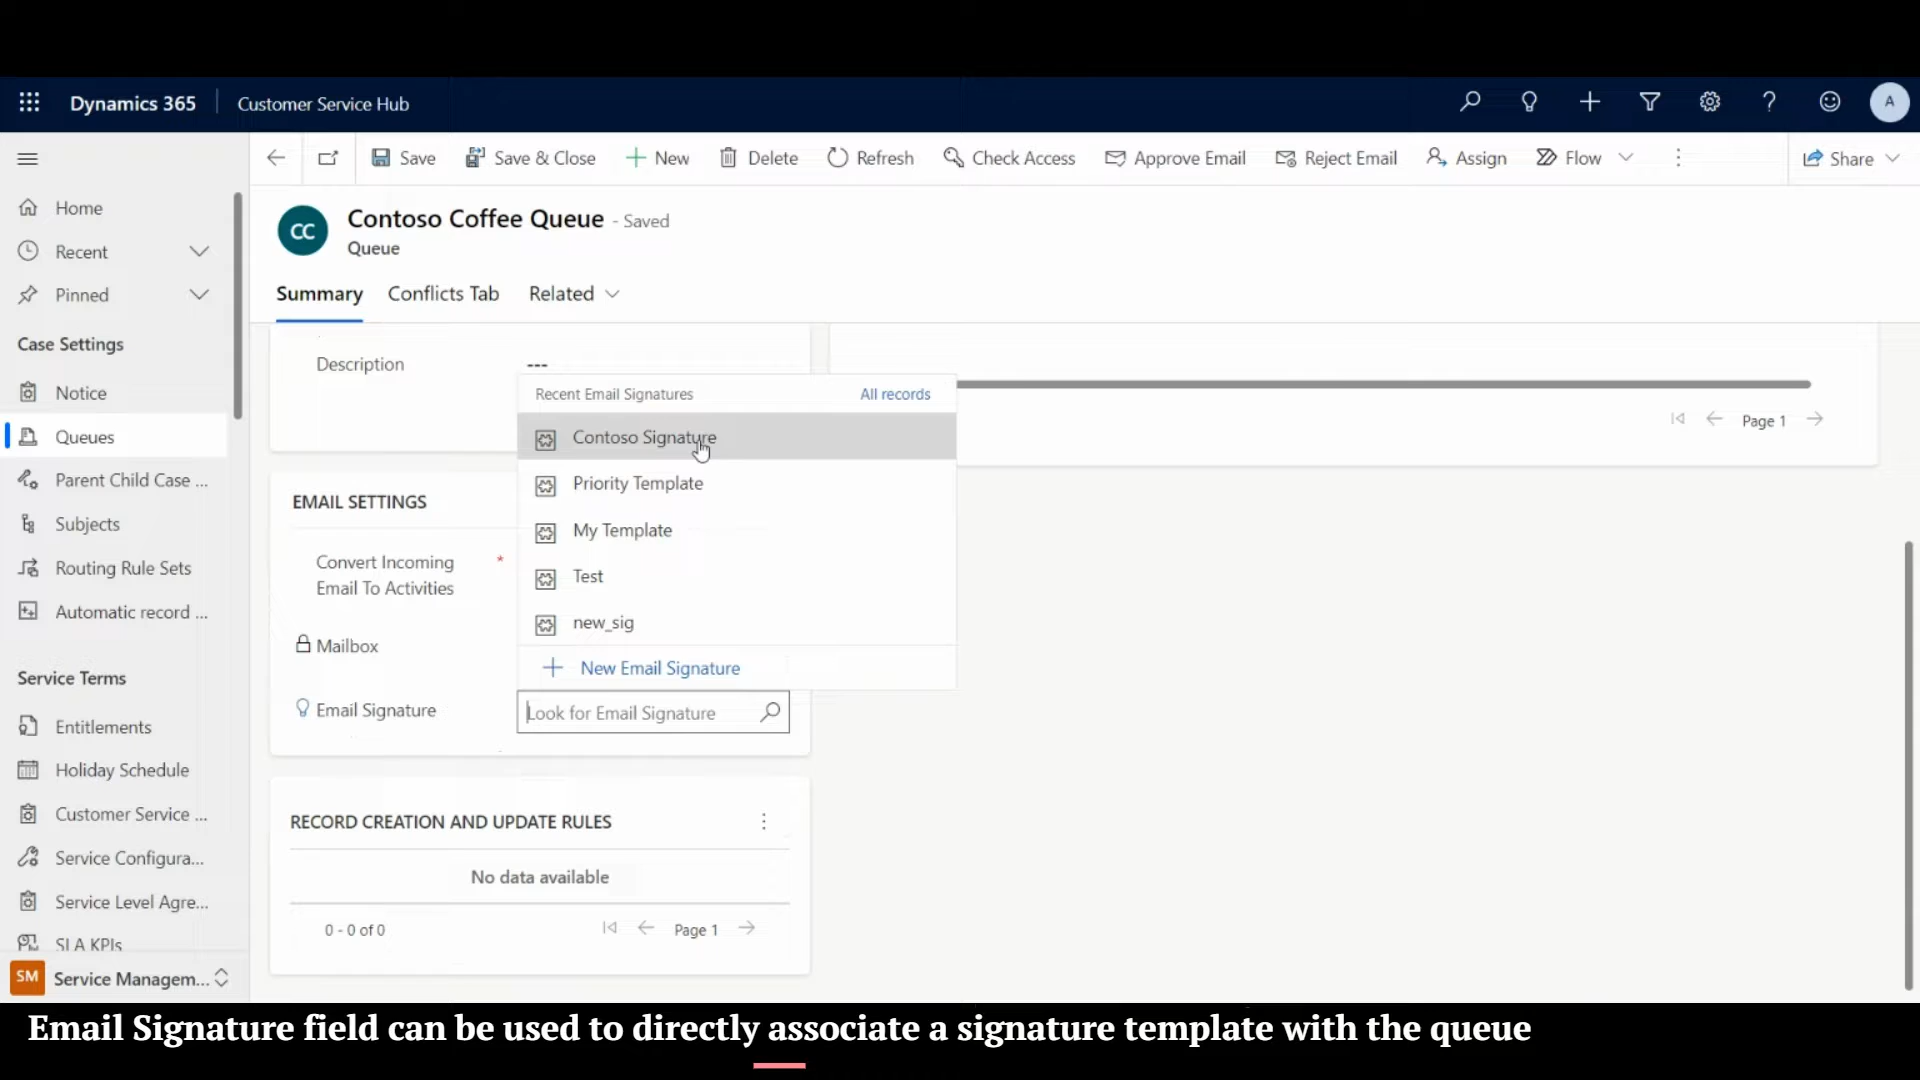 Dynamics 365
Customer Service Hub
A
Save
Save & Close
New
Delete
Refresh
Check Access
Approve Email
Reject Email
Assign
Flow
Share
Home
Recent
Pinned
Case Settings
Notice
Queues
Parent Child Case ...
Subjects
Routing Rule Sets
Automatic record ...
Service Terms
Entitlements
Holiday Schedule
Customer Service ...
Service Configura...
Service Level Agre...
SLA KPIs
SM
Service Managem...
CC
Contoso Coffee Queue - Saved
Queue
Summary
Conflicts Tab
Related
Description
---
Recent Email Signatures
All records
Contoso Signature
Priority Template
My Template
Test
new_sig
New Email Signature
EMAIL SETTINGS
Convert Incoming *
Email To Activities
Mailbox
Email Signature
Look for Email Signature
Page 1
RECORD CREATION AND UPDATE RULES
No data available
0 - 0 of 0
Page 1
Email Signature field can be used to directly associate a signature template with the queue